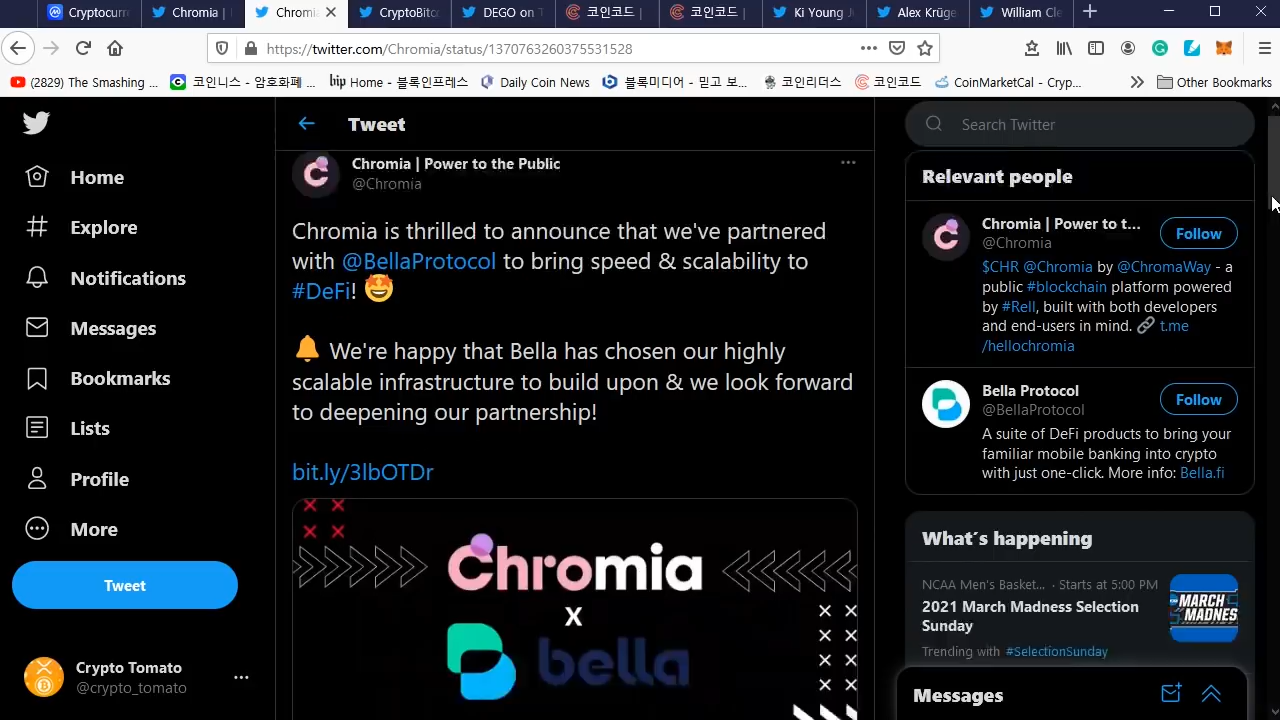 Cryptocurr
Chromia |
Chromi
CryptoBitc
DEGO on T
코인코드 |
코인코드 |
Ki Young J
Alex Krüge
William Cle
https://twitter.com/Chromia/status/1370763260375531528
(2829) The Smashing ...
코인니스 - 암호화폐 ...
bip Home - 블록인프레스
Daily Coin News
블록미디어 - 믿고 보...
코인리더스
코인코드
CoinMarketCal - Cryp...
Other Bookmarks
Home
Explore
Notifications
Messages
Bookmarks
Lists
Profile
More
Tweet
Crypto Tomato
@crypto_tomato
Tweet
Chromia | Power to the Public
@Chromia
Chromia is thrilled to announce that we've partnered
with @BellaProtocol to bring speed & scalability to
#DeFi!
We're happy that Bella has chosen our highly
scalable infrastructure to build upon & we look forward
to deepening our partnership!
bit.ly/3lbOTDr
Chromia
X
bella
Search Twitter
Relevant people
Chromia | Power to t...
@Chromia
Follow
$CHR @Chromia by @ChromaWay - a
public #blockchain platform powered
by #Rell, built with both developers
and end-users in mind. t.me
/hellochromia
Bella Protocol
@BellaProtocol
Follow
A suite of DeFi products to bring your
familiar mobile banking into crypto
with just one-click. More info: Bella.fi
What's happening
NCAA Men's Basket... · Starts at 5:00 PM
2021 March Madness Selection
Sunday
Trending with #SelectionSunday
MARCH
MADNES
Messages